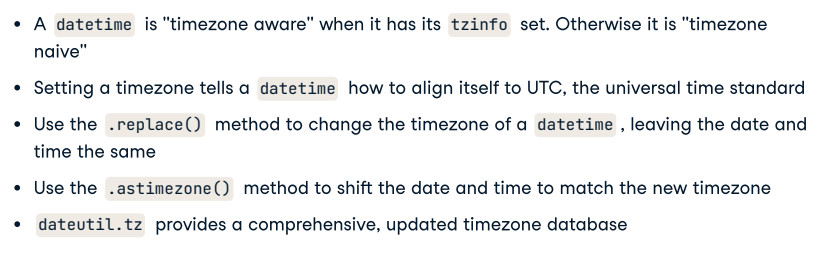 • A datetime is "timezone aware" when it has its tzinfo set. Otherwise it is "timezone
naive"
• Setting a timezone tells a datetime how to align itself to UTC, the universal time standard
• Use the .replace() method to change the timezone of a datetime , leaving the date and
time the same
• Use the .astimezone() method to shift the date and time to match the new timezone
• dateutil.tz provides a comprehensive, updated timezone database